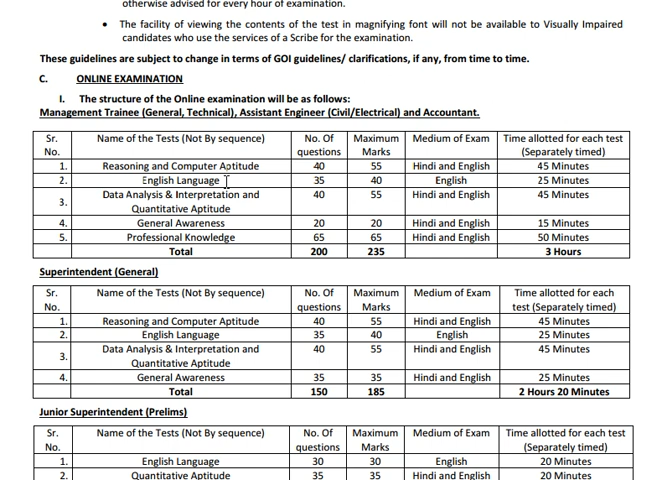 otherwise advised for every hour of examination.
• The facility of viewing the contents of the test in magnifying font will not be available to Visually Impaired
candidates who use the services of a Scribe for the examination.
These guidelines are subject to change in terms of GOI guidelines/ clarifications, if any, from time to time.
C. ONLINE EXAMINATION
I. The structure of the Online examination will be as follows:
Management Trainee (General, Technical), Assistant Engineer (Civil/Electrical) and Accountant.
Sr. Name of the Tests (Not By sequence) No. Of Maximum Medium of Exam Time allotted for each test
No. questions Marks (Separately timed)
1. Reasoning and Computer Aptitude 40 55 Hindi and English 45 Minutes
2. English Language 35 40 English 25 Minutes
3. Data Analysis & Interpretation and 40 55 Hindi and English 45 Minutes
Quantitative Aptitude
4. General Awareness 20 20 Hindi and English 15 Minutes
5. Professional Knowledge 65 65 Hindi and English 50 Minutes
Total 200 235 3 Hours
Superintendent (General)
Sr. Name of the Tests (Not By sequence) No. Of Maximum Medium of Exam Time allotted for each
No. questions Marks test (Separately timed)
1. Reasoning and Computer Aptitude 40 55 Hindi and English 45 Minutes
2. English Language 35 40 English 25 Minutes
3. Data Analysis & Interpretation and 40 55 Hindi and English 45 Minutes
Quantitative Aptitude
4. General Awareness 35 35 Hindi and English 25 Minutes
Total 150 185 2 Hours 20 Minutes
Junior Superintendent (Prelims)
Sr. Name of the Tests (Not By sequence) No. Of Maximum Medium of Exam Time allotted for each test
No. questions Marks (Separately timed)
1. English Language 30 30 English 20 Minutes
2. Quantitative Aptitude 35 35 Hindi and English 20 Minutes